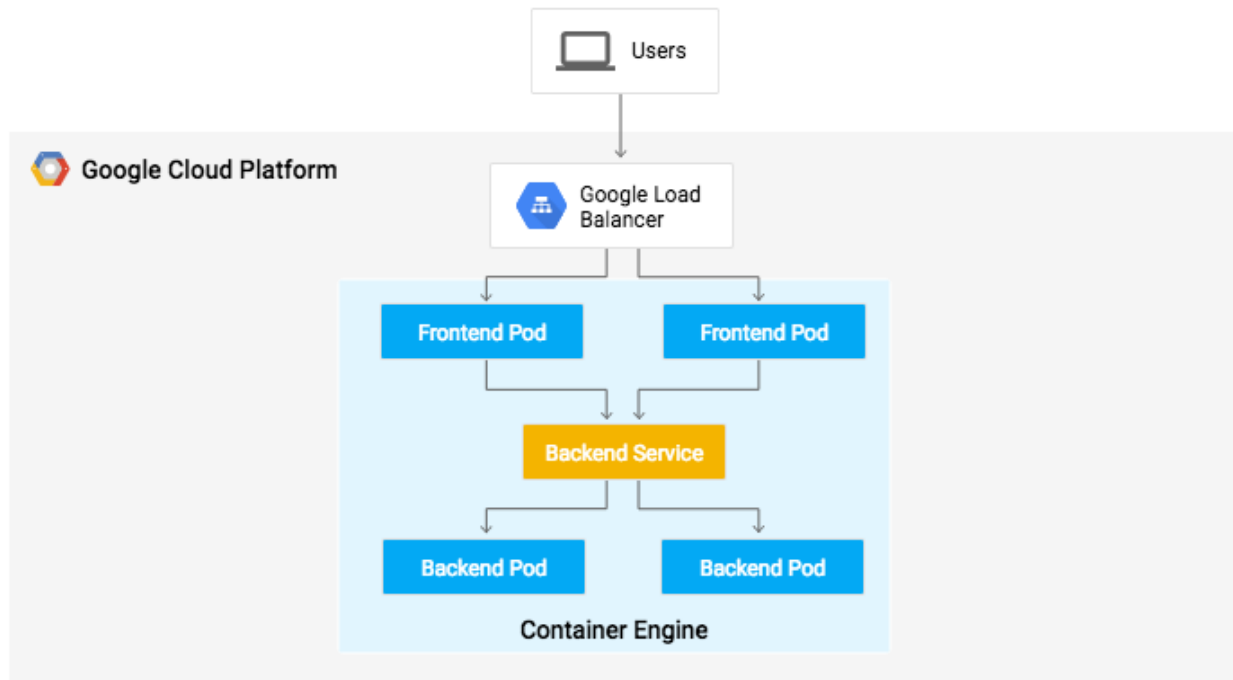 Users
Google Cloud Platform
Google Load
Balancer
Frontend Pod
Frontend Pod
Backend Service
Backend Pod
Backend Pod
Container Engine